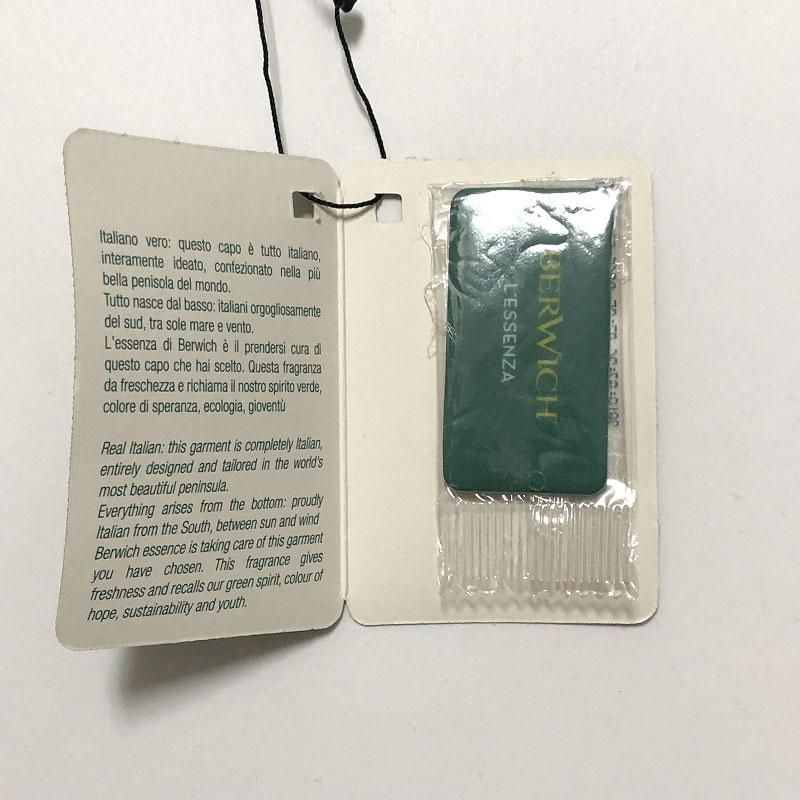 Italiano vero: questo capo è tutto italiano,
interamente ideato, confezionato nella più
bella penisola del mondo.
Tutto nasce dal basso: italiani orgogliosamente
del sud, tra sole mare e vento.
L'essenza di Berwich è il prendersi cura di
questo capo che hai scelto. Questa fragranza
da freschezza e richiama il nostro spirito verde,
colore di speranza, ecologia, gioventù
Real Italian: this garment is completely Italian,
entirely designed and tailored in the world's
most beautiful peninsula.
Everything arises from the bottom: proudly
Italian from the South, between sun and wind
Berwich essence is taking care of this garment
you have chosen. This fragrance gives
freshness and recalls our green spirit, colour of
hope, sustainability and youth.
BERWICH
L'ESSENZA